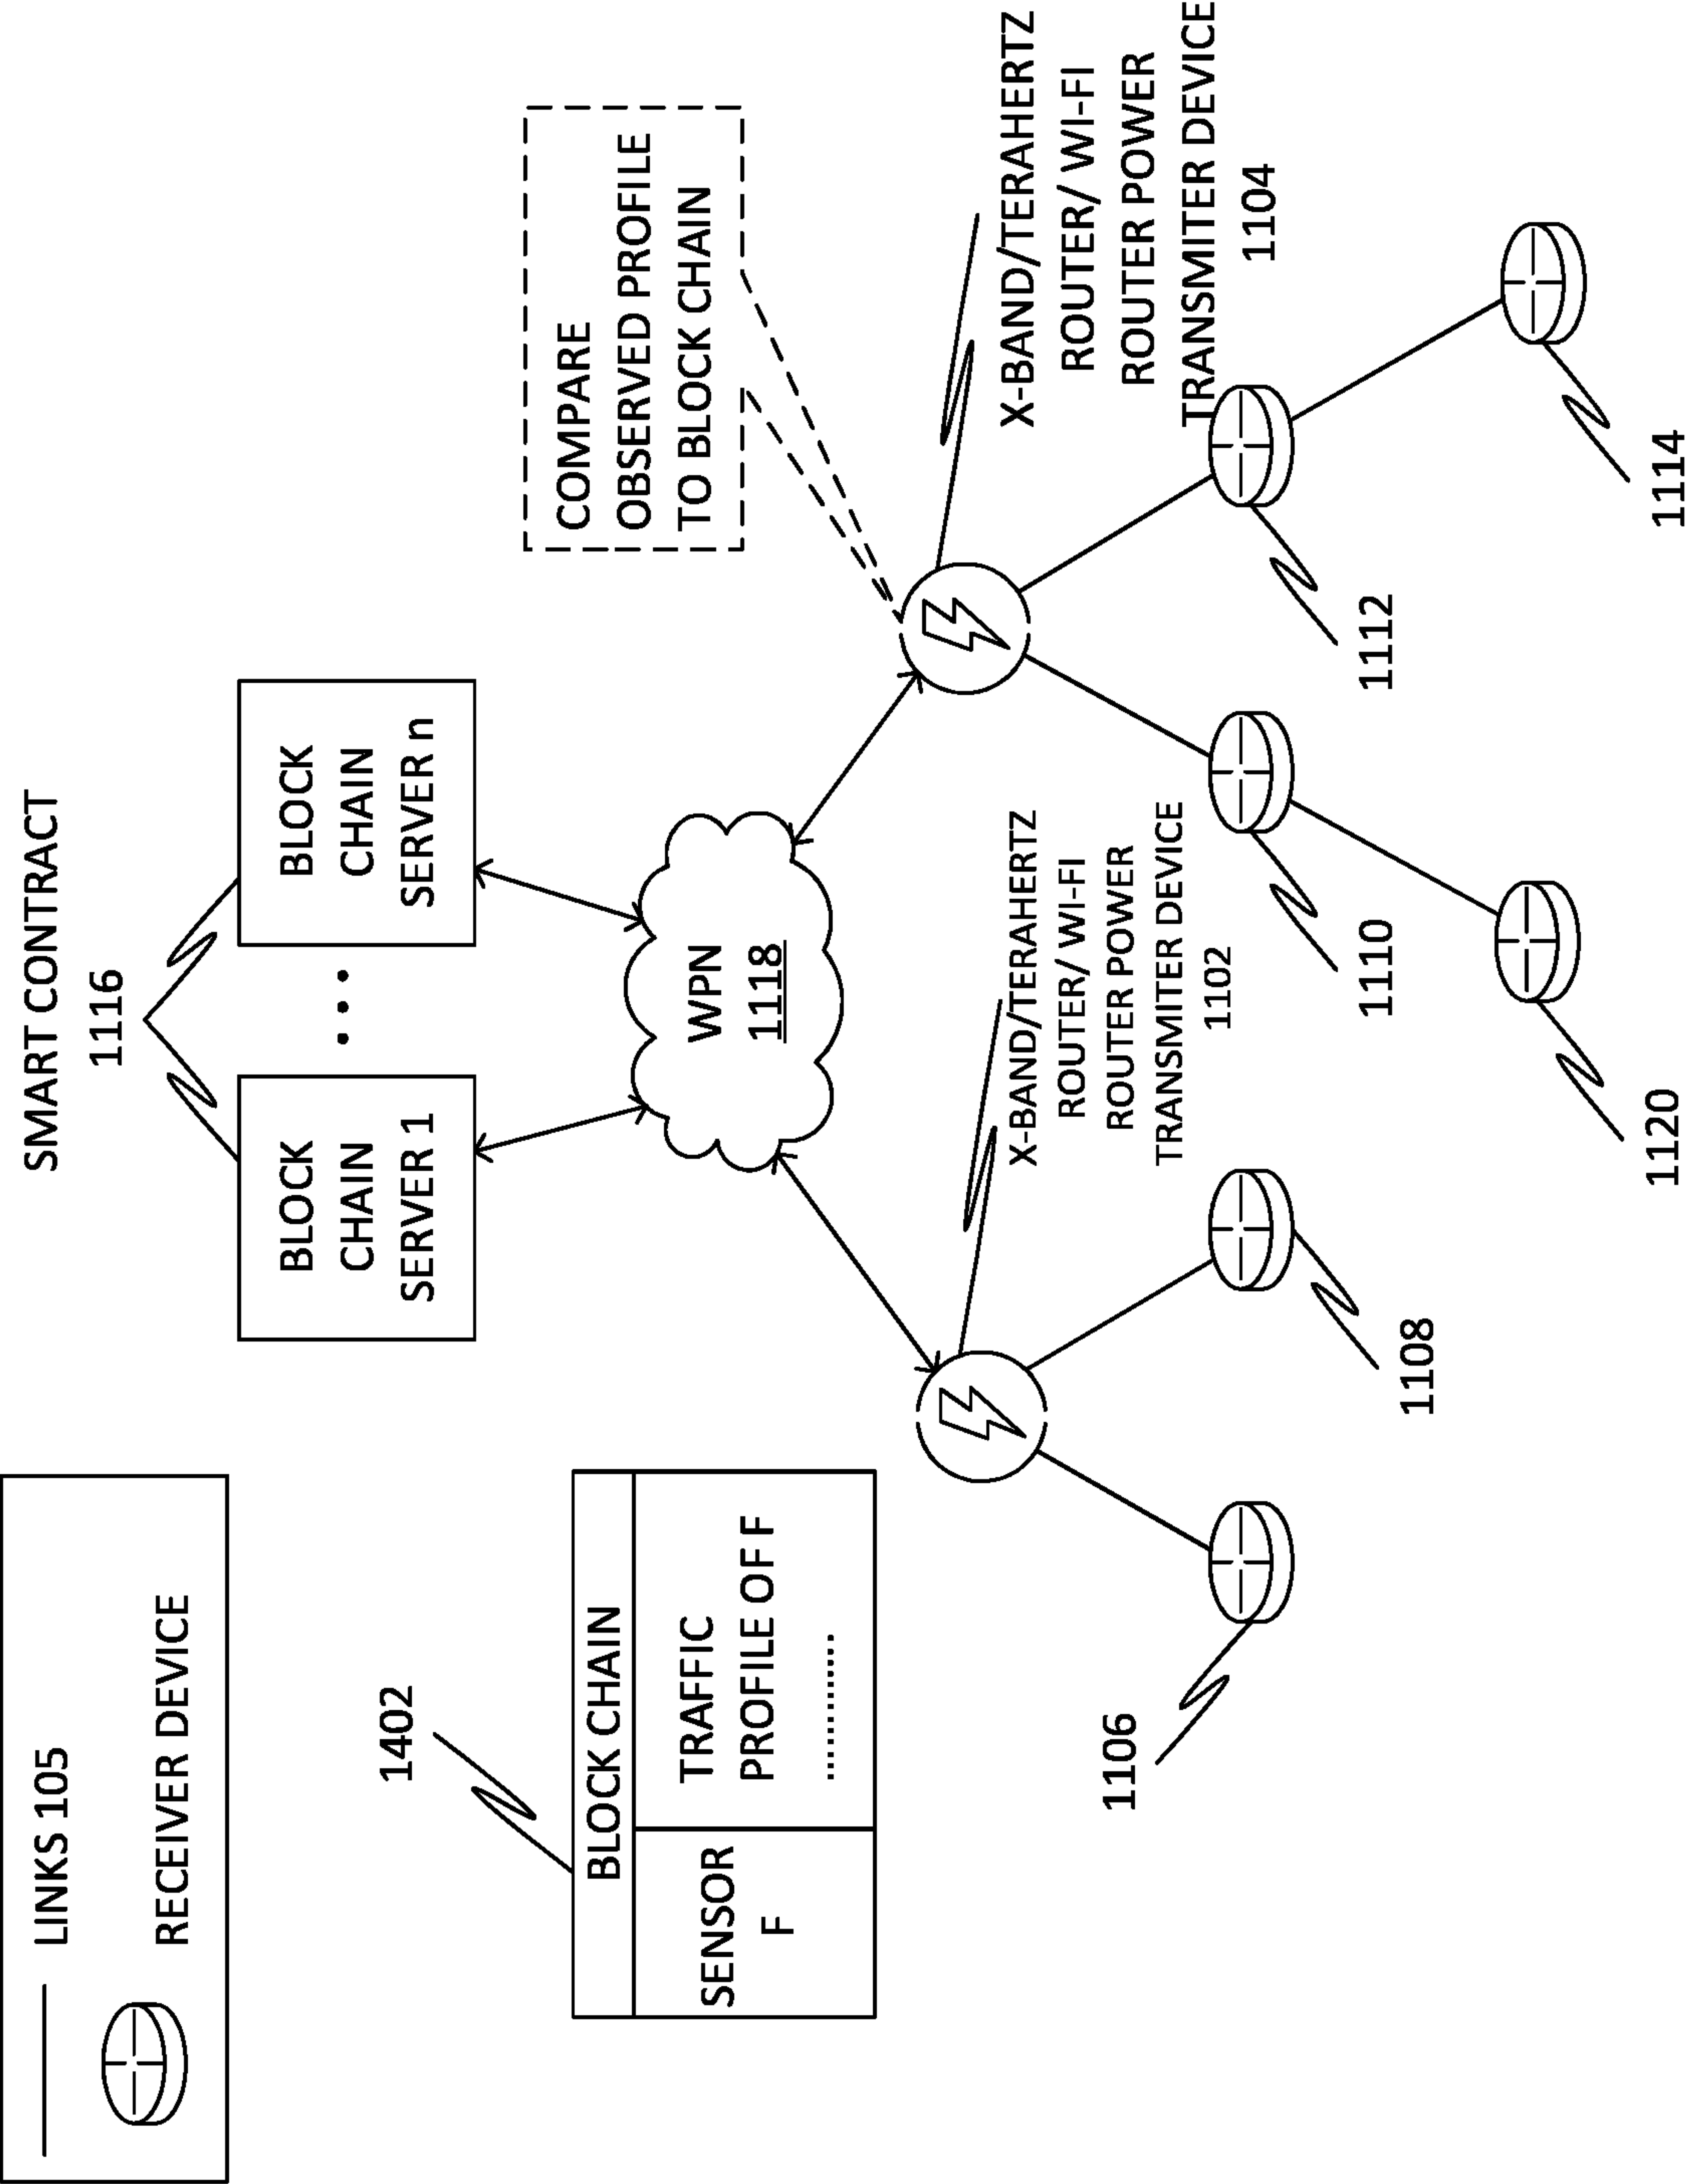 LINKS 105
RECEIVER DEVICE
SMART CONTRACT
1116
BLOCK
CHAIN
SERVER 1
BLOCK
CHAIN
SERVER n
1402
BLOCK CHAIN
SENSOR
F
TRAFFIC
PROFILE OF F
WPN
1118
COMPARE
OBSERVED PROFILE
TO BLOCK CHAIN
X-BAND/TERAHERTZ
ROUTER/ WI-FI
ROUTER POWER
TRANSMITER DEVICE
1102
X-BAND/TERAHERTZ
ROUTER/ WI-FI
ROUTER POWER
TRANSMITER DEVICE
1104
1106
1108
1110
1112
1120
1114